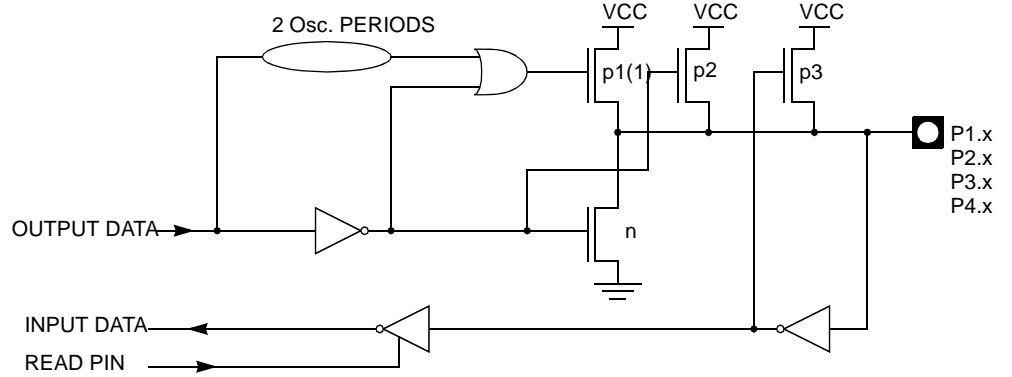 2 Osc. PERIODS
VCC
VCC
VCC
p1(1)
p2
p3
P1.x
P2.x
P3.x
P4.x
OUTPUT DATA
n
INPUT DATA
READ PIN